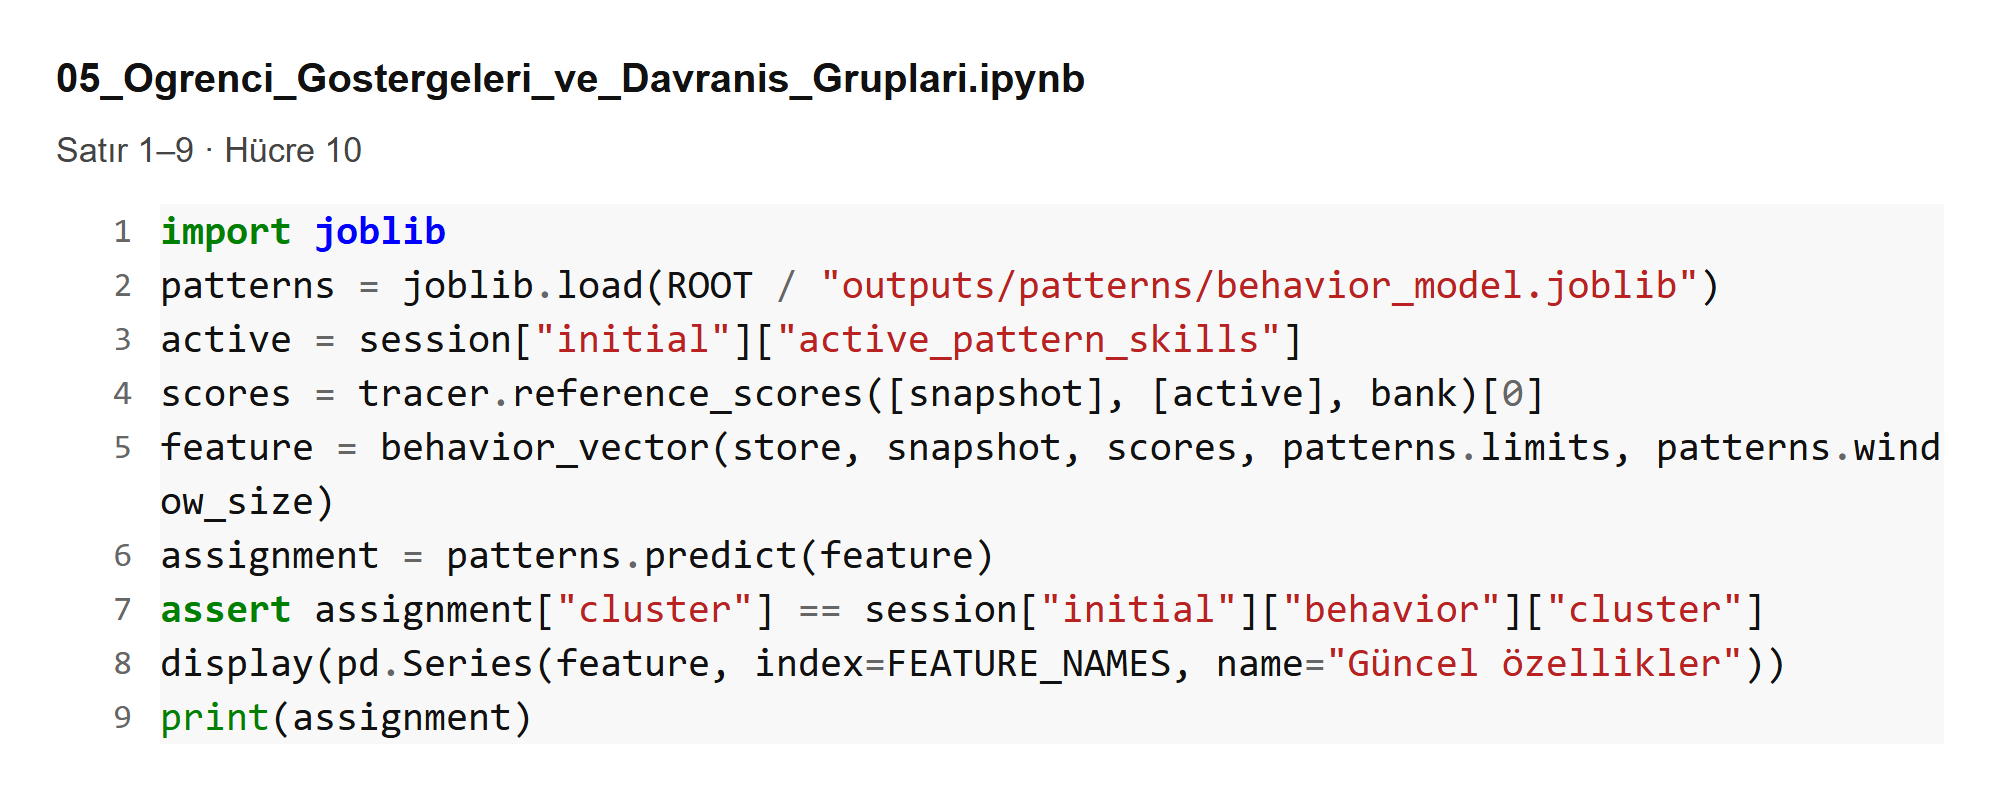 05_Ogrenci_Gostergeleri_ve_Davranis_Gruplari.ipynb
Satır 1–9 · Hücre 10
1 import joblib
2 patterns = joblib.load(ROOT / "outputs/patterns/behavior_model.joblib")
3 active = session["initial"]["active_pattern_skills"]
4 scores = tracer.reference_scores([snapshot], [active], bank)[0]
5 feature = behavior_vector(store, snapshot, scores, patterns.limits, patterns.wind
ow_size)
6 assignment = patterns.predict(feature)
7 assert assignment["cluster"] == session["initial"]["behavior"]["cluster"]
8 display(pd.Series(feature, index=FEATURE_NAMES, name="Güncel özellikler"))
9 print(assignment)